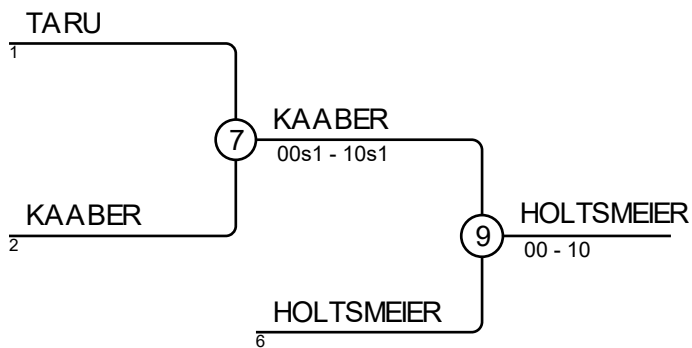 TARU
1
7
KAABER
00s1 - 10s1
KAABER
2
9
HOLTSMEIER
00 - 10
HOLTSMEIER
6